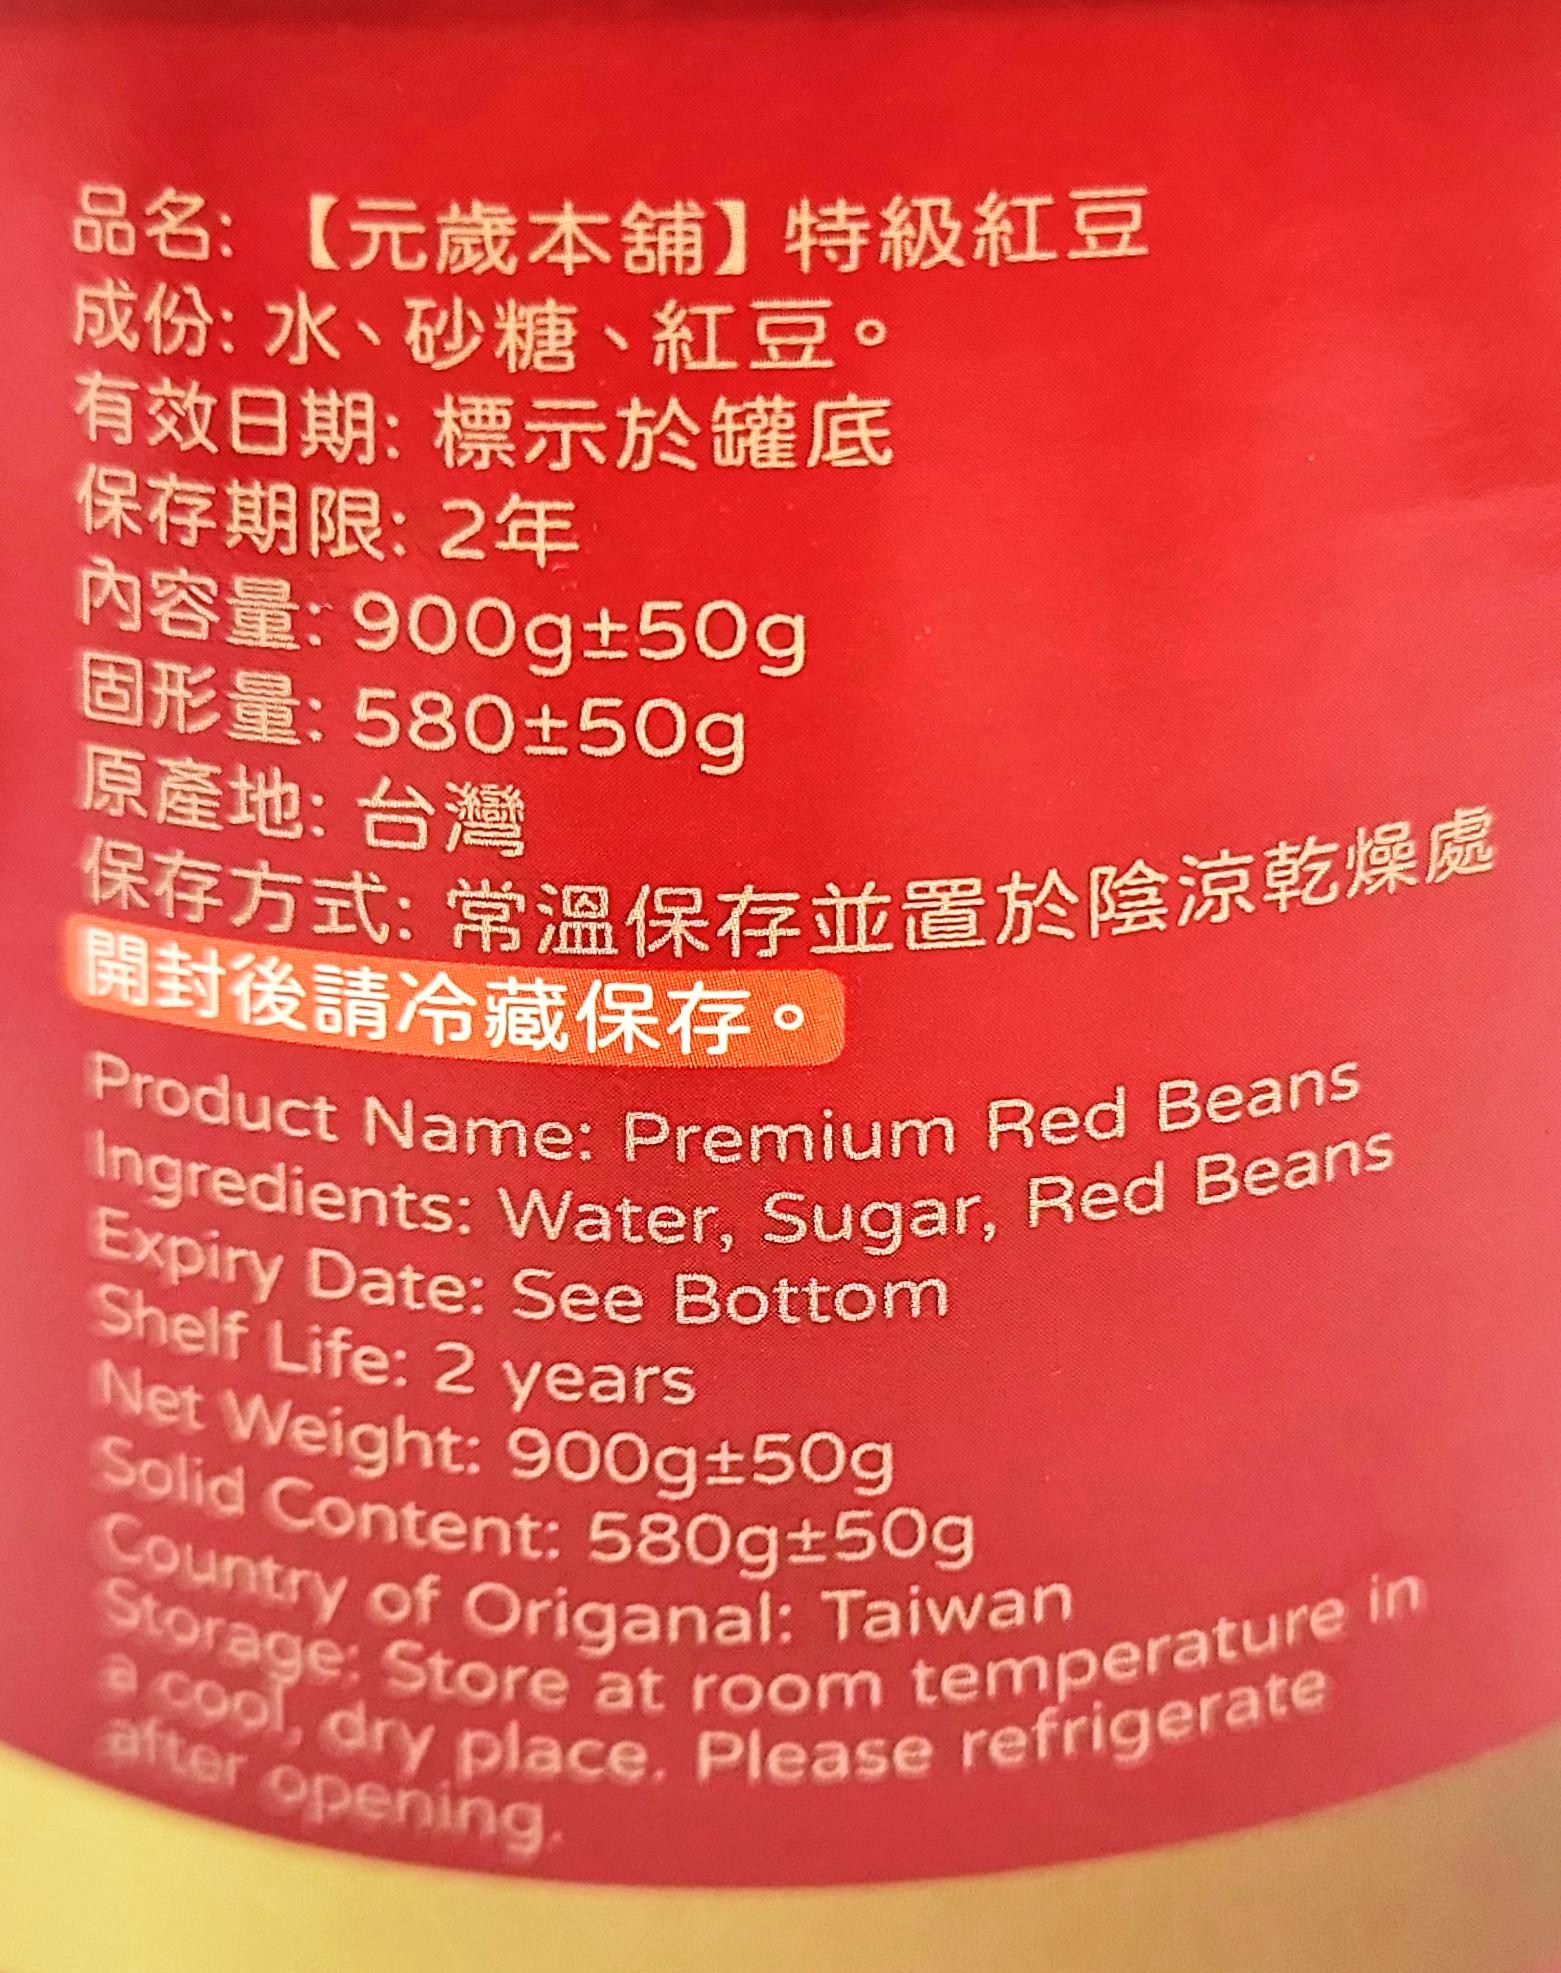 品名: 【元歲本舖】特級紅豆
成份: 水、砂糖、紅豆。
有效日期: 標示於罐底
保存期限: 2年
內容量: 900g±50g
固形量: 580±50g
原產地: 台灣
保存方式: 常溫保存並置於陰涼乾燥處
開封後請冷藏保存。
Product Name: Premium Red Beans
Ingredients: Water, Sugar, Red Beans
Expiry Date: See Bottom
Shelf Life: 2 years
Net Weight: 900g±50g
Solid Content: 580g±50g
Country of Origanal: Taiwan
Storage: Store at room temperature in
a cool, dry place. Please refrigerate
after opening.